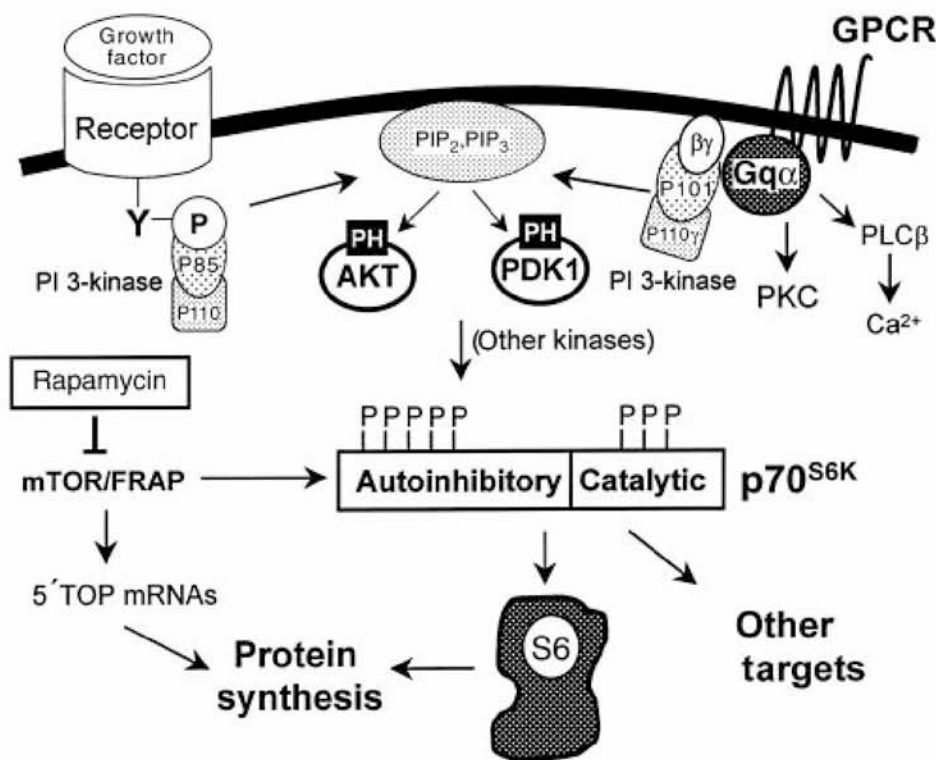 Growth
factor
Receptor
GPCR
PIP2,PIP3
βγ
P101
P110γ
Gqα
Y
P
P85
P110
PI 3-kinase
PH
AKT
PH
PDK1
PI 3-kinase
PLCβ
PKC
Ca2+
(Other kinases)
Rapamycin
mTOR/FRAP
P P P P P
P P P
Autoinhibitory
Catalytic
p70S6K
5´TOP mRNAs
Protein
synthesis
S6
Other
targets